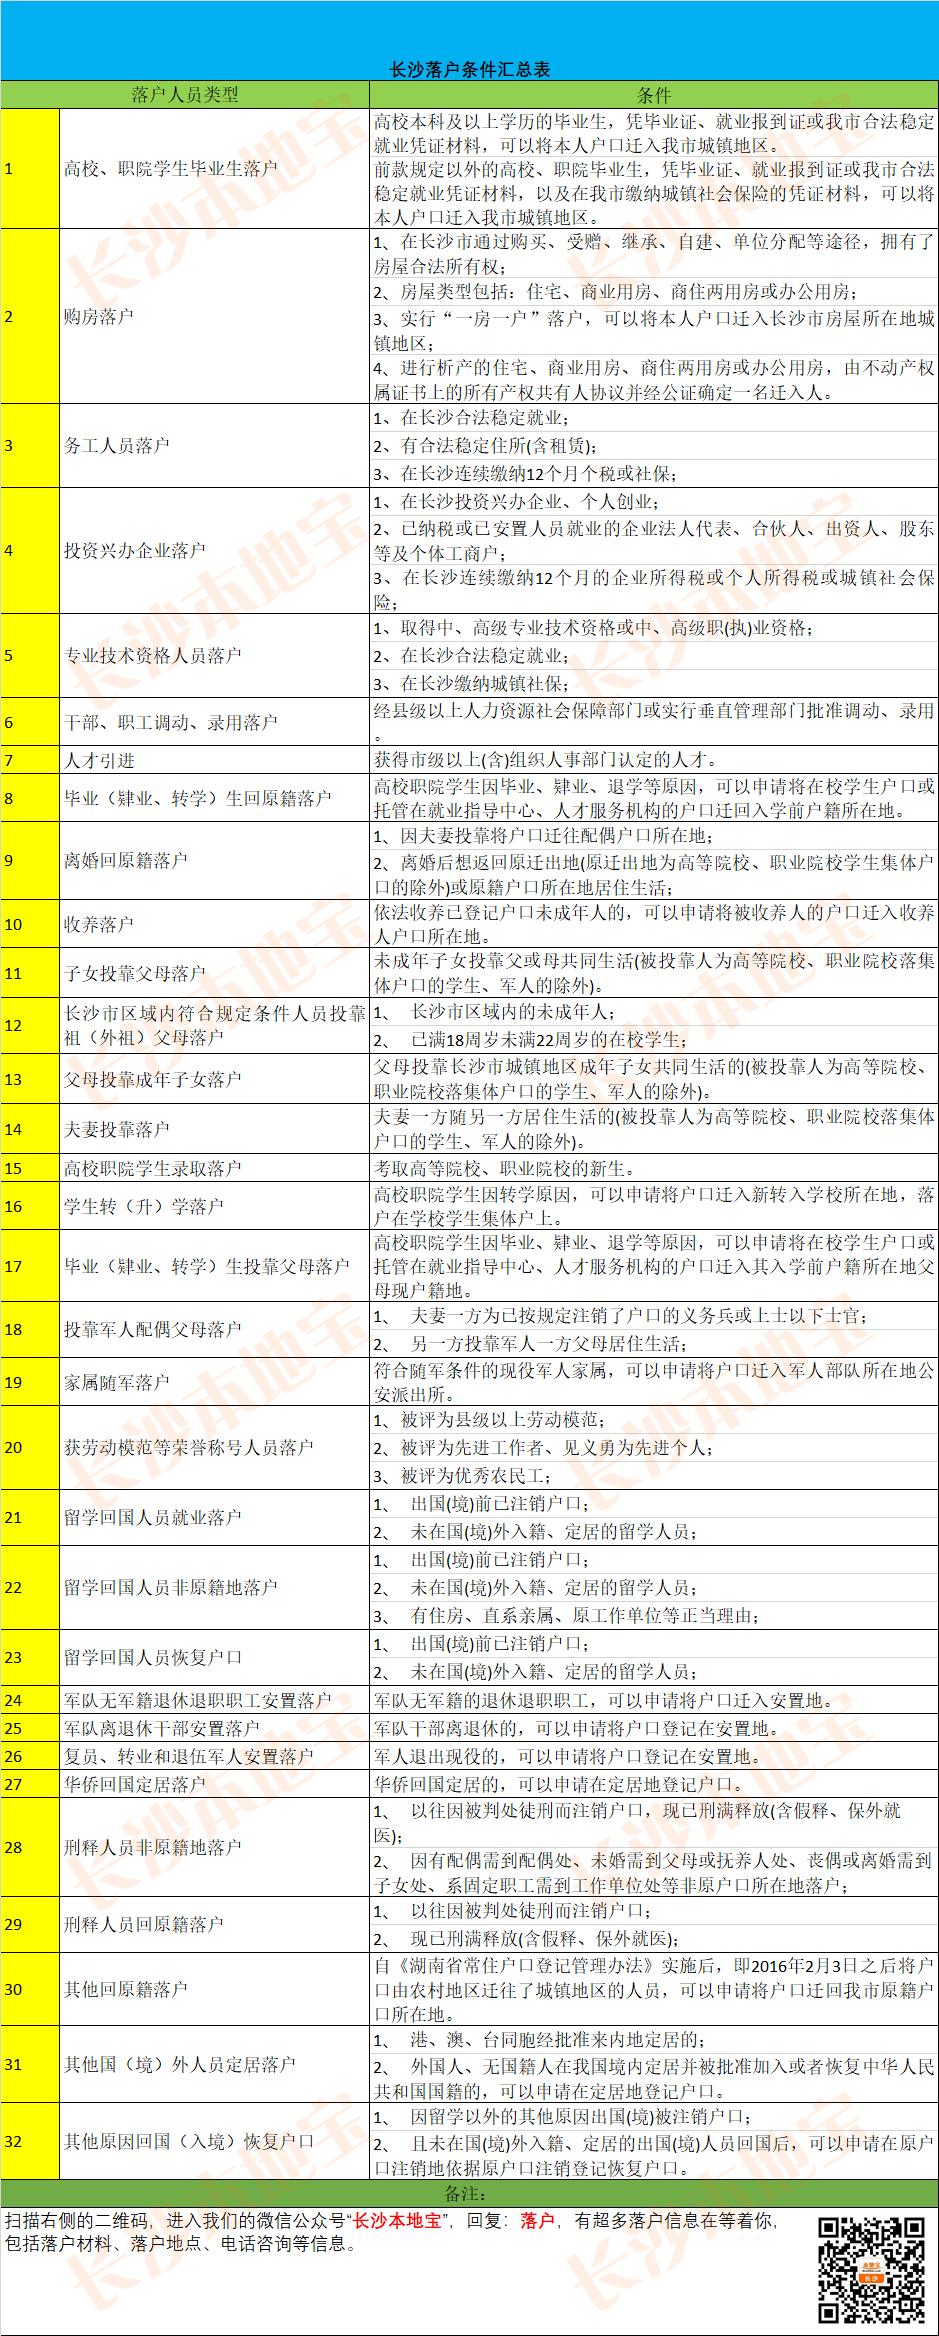 长沙落户条件汇总表
落户人员类型
条件
1
高校、职院学生毕业生落户
高校本科及以上学历的毕业生，凭毕业证、就业报到证或我市合法稳定
就业凭证材料，可以将本人户口迁入我市城镇地区。
前款规定以外的高校、职院毕业生，凭毕业证、就业报到证或我市合法
稳定就业凭证材料，以及在我市缴纳城镇社会保险的凭证材料，可以将
本人户口迁入我市城镇地区。
2
购房落户
1、在长沙市通过购买、受赠、继承、自建、单位分配等途径，拥有了
房屋合法所有权；
2、房屋类型包括：住宅、商业用房、商住两用房或办公用房；
3、实行“一房一户”落户，可以将本人户口迁入长沙市房屋所在地城
镇地区；
4、进行析产的住宅、商业用房、商住两用房或办公用房，由不动产权
属证书上的所有产权共有人协议并经公证确定一名迁入人。
3
务工人员落户
1、在长沙合法稳定就业；
2、有合法稳定住所(含租赁)；
3、在长沙连续缴纳12个月个税或社保；
4
投资兴办企业落户
1、在长沙投资兴办企业、个人创业；
2、已纳税或已安置人员就业的企业法人代表、合伙人、出资人、股东
等及个体工商户；
3、在长沙连续缴纳12个月的企业所得税或个人所得税或城镇社会保
险；
5
专业技术资格人员落户
1、取得中、高级专业技术资格或中、高级职(执)业资格；
2、在长沙合法稳定就业；
3、在长沙缴纳城镇社保；
6
干部、职工调动、录用落户
经县级以上人力资源社会保障部门或实行垂直管理部门批准调动、录用
。
7
人才引进
获得市级以上(含)组织人事部门认定的人才。
8
毕业（肄业、转学）生回原籍落户
高校职院学生因毕业、肄业、退学等原因，可以申请将在校学生户口或
托管在就业指导中心、人才服务机构的户口迁回入学前户籍所在地。
9
离婚回原籍落户
1、因夫妻投靠将户口迁往配偶户口所在地；
2、离婚后想返回原迁出地(原迁出地为高等院校、职业院校学生集体户
口的除外)或原籍户口所在地居住生活；
10
收养落户
依法收养已登记户口未成年人的，可以申请将被收养人的户口迁入收养
人户口所在地。
11
子女投靠父母落户
未成年子女投靠父或母共同生活(被投靠人为高等院校、职业院校落集
体户口的学生、军人的除外)。
12
长沙市区域内符合规定条件人员投靠
祖（外祖）父母落户
1、 长沙市区域内的未成年人；
2、 已满18周岁未满22周岁的在校学生；
13
父母投靠成年子女落户
父母投靠长沙市城镇地区成年子女共同生活的(被投靠人为高等院校、
职业院校落集体户口的学生、军人的除外)。
14
夫妻投靠落户
夫妻一方随另一方居住生活的(被投靠人为高等院校、职业院校落集体
户口的学生、军人的除外)。
15
高校职院学生录取落户
考取高等院校、职业院校的新生。
16
学生转（升）学落户
高校职院学生因转学原因，可以申请将户口迁入新转入学校所在地，落
户在学校学生集体户上。
17
毕业（肄业、转学）生投靠父母落户
高校职院学生因毕业、肄业、退学等原因，可以申请将在校学生户口或
托管在就业指导中心、人才服务机构的户口迁入其入学前户籍所在地父
母现户籍地。
18
投靠军人配偶父母落户
1、 夫妻一方为已按规定注销了户口的义务兵或上士以下士官；
2、 另一方投靠军人一方父母居住生活；
19
家属随军落户
符合随军条件的现役军人家属，可以申请将户口迁入军人部队所在地公
安派出所。
20
获劳动模范等荣誉称号人员落户
1、被评为县级以上劳动模范；
2、被评为先进工作者、见义勇为先进个人；
3、被评为优秀农民工；
21
留学回国人员就业落户
1、 出国(境)前已注销户口；
2、 未在国(境)外入籍、定居的留学人员；
22
留学回国人员非原籍地落户
1、 出国(境)前已注销户口；
2、 未在国(境)外入籍、定居的留学人员；
3、 有住房、直系亲属、原工作单位等正当理由；
23
留学回国人员恢复户口
1、 出国(境)前已注销户口；
2、 未在国(境)外入籍、定居的留学人员；
24
军队无军籍退休退职职工安置落户
军队无军籍的退休退职职工，可以申请将户口迁入安置地。
25
军队离退休干部安置落户
军队干部离退休的，可以申请将户口登记在安置地。
26
复员、转业和退伍军人安置落户
军人退出现役的，可以申请将户口登记在安置地。
27
华侨回国定居落户
华侨回国定居的，可以申请在定居地登记户口。
28
刑释人员非原籍地落户
1、 以往因被判处徒刑而注销户口，现已刑满释放(含假释、保外就
医)；
2、 因有配偶需到配偶处、未婚需到父母或抚养人处、丧偶或离婚需到
子女处、系固定职工需到工作单位处等非原户口所在地落户；
29
刑释人员回原籍落户
1、 以往因被判处徒刑而注销户口；
2、 现已刑满释放(含假释、保外就医)；
30
其他回原籍落户
自《湖南省常住户口登记管理办法》实施后，即2016年2月3日之后将户
口由农村地区迁往了城镇地区的人员，可以申请将户口迁回我市原籍户
口所在地。
31
其他国（境）外人员定居落户
1、 港、澳、台同胞经批准来内地定居的；
2、 外国人、无国籍人在我国境内定居并被批准加入或者恢复中华人民
共和国国籍的，可以申请在定居地登记户口。
32
其他原因回国（入境）恢复户口
1、 因留学以外的其他原因出国(境)被注销户口；
2、 且未在国(境)外入籍、定居的出国(境)人员回国后，可以申请在原户
口注销地依据原户口注销登记恢复户口。
备注：
扫描右侧的二维码，进入我们的微信公众号“长沙本地宝”，回复：落户，有超多落户信息在等着你，
包括落户材料、落户地点、电话咨询等信息。
本地宝
长沙